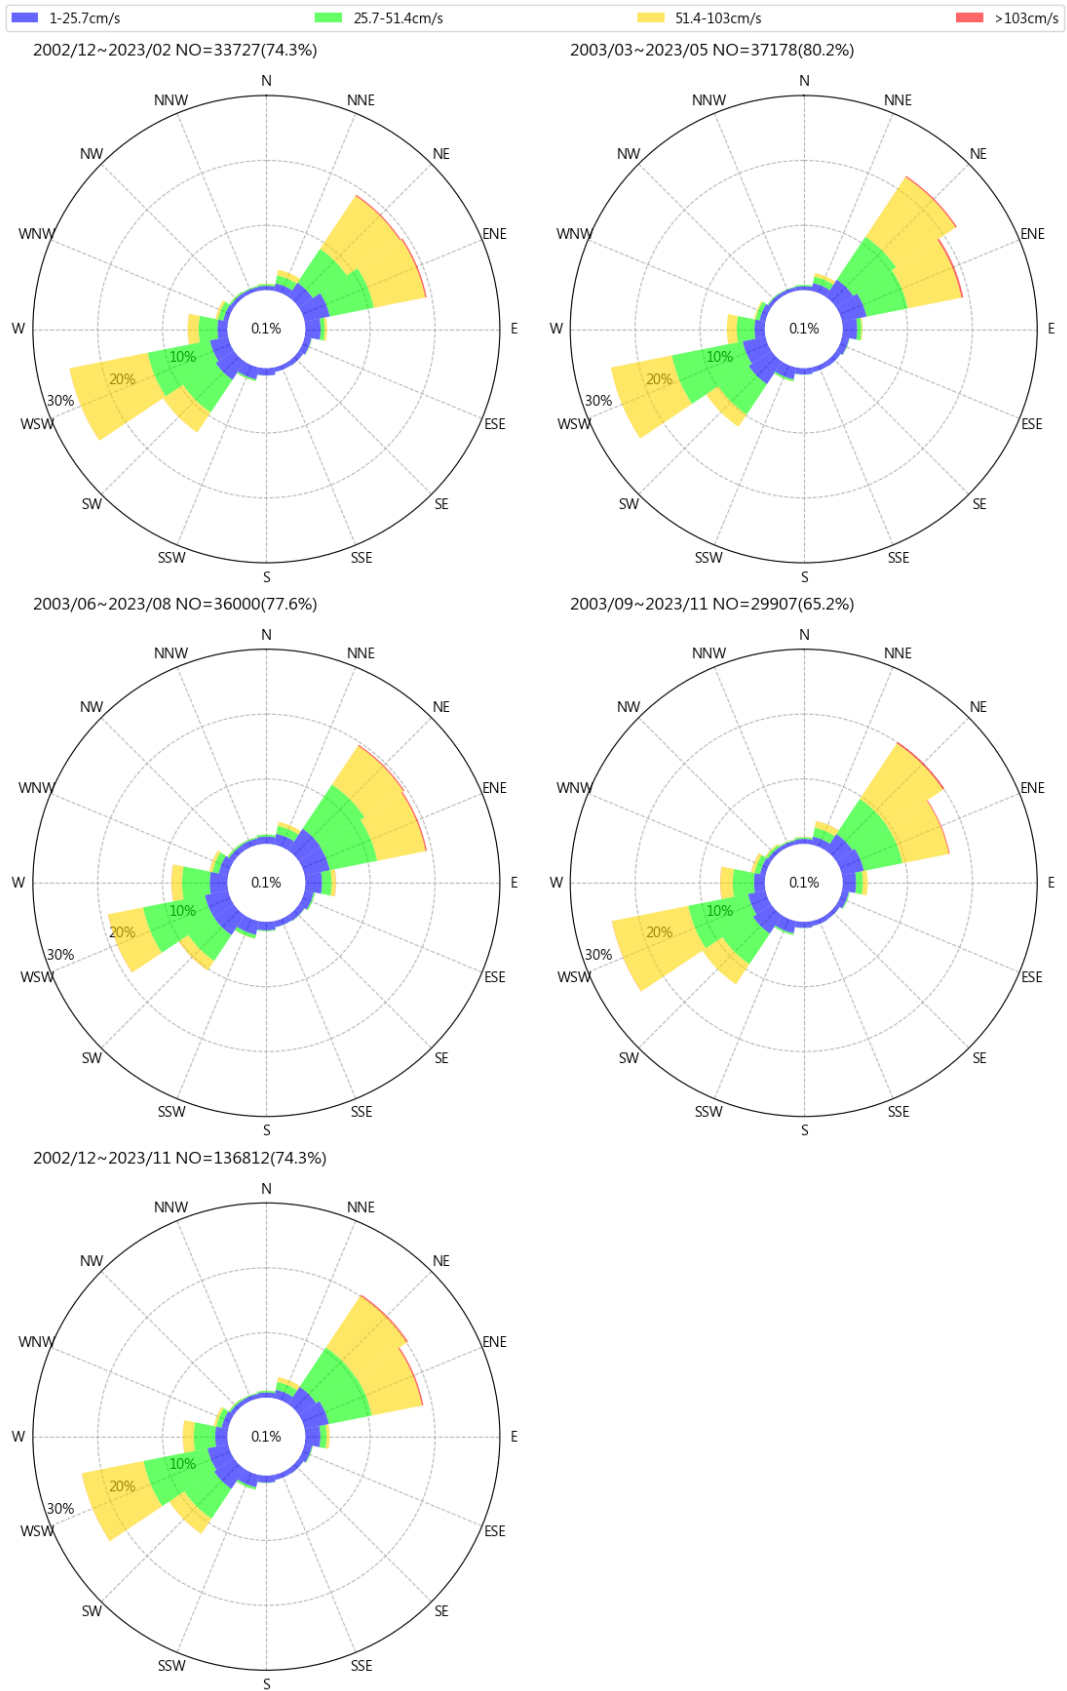 1-25.7cm/s 25.7-51.4cm/s 51.4-103cm/s >103cm/s
2002/12~2023/02 NO=33727(74.3%)
N
NNW NNE
NW NE
WNW ENE
W 0.1% E
10%
20%
30%
WSW ESE
SW SE
SSW SSE
S
2003/03~2023/05 NO=37178(80.2%)
N
NNW NNE
NW NE
WNW ENE
W 0.1% E
10%
20%
30%
WSW ESE
SW SE
SSW SSE
S
2003/06~2023/08 NO=36000(77.6%)
N
NNW NNE
NW NE
WNW ENE
W 0.1% E
10%
20%
30%
WSW ESE
SW SE
SSW SSE
S
2003/09~2023/11 NO=29907(65.2%)
N
NNW NNE
NW NE
WNW ENE
W 0.1% E
10%
20%
30%
WSW ESE
SW SE
SSW SSE
S
2002/12~2023/11 NO=136812(74.3%)
N
NNW NNE
NW NE
WNW ENE
W 0.1% E
10%
20%
30%
WSW ESE
SW SE
SSW SSE
S